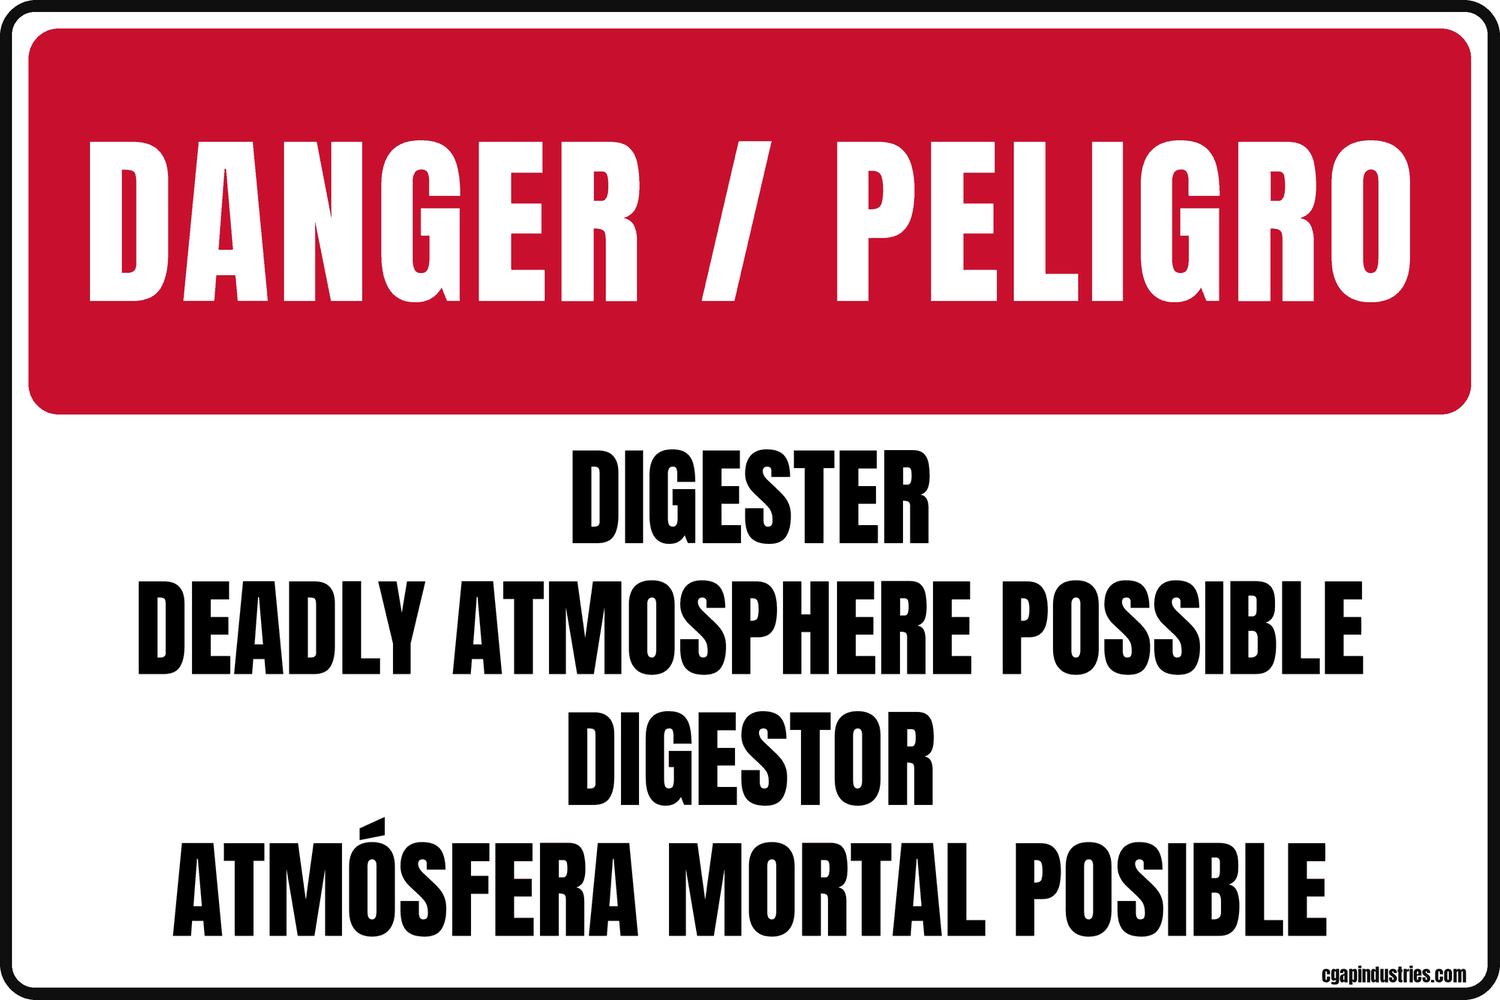 DANGER / PELIGRO
DIGESTER
DEADLY ATMOSPHERE POSSIBLE
DIGESTOR
ATMÓSFERA MORTAL POSIBLE
cgapindustries.com